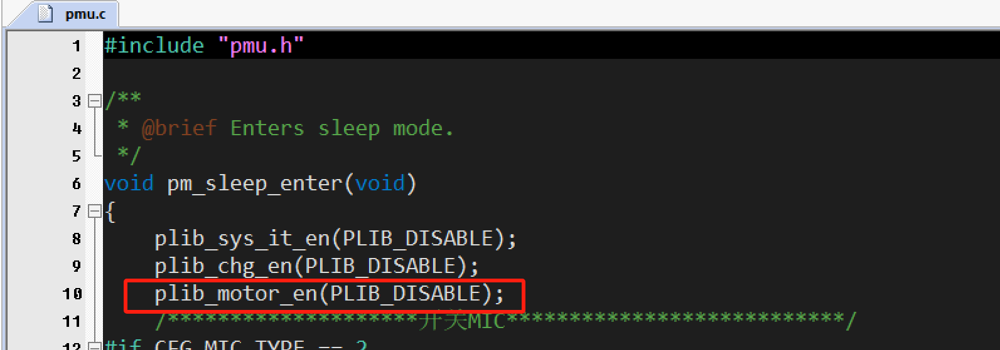 pmu.c
1 #include "pmu.h"
2
3 /**
4  * @brief Enters sleep mode.
5  */
6 void pm_sleep_enter(void)
7 {
8     plib_sys_it_en(PLIB_DISABLE);
9     plib_chg_en(PLIB_DISABLE);
10     plib_motor_en(PLIB_DISABLE);
11     /********************开关MIC***************************/
12 #if CFG_MIC_TYPE == 2